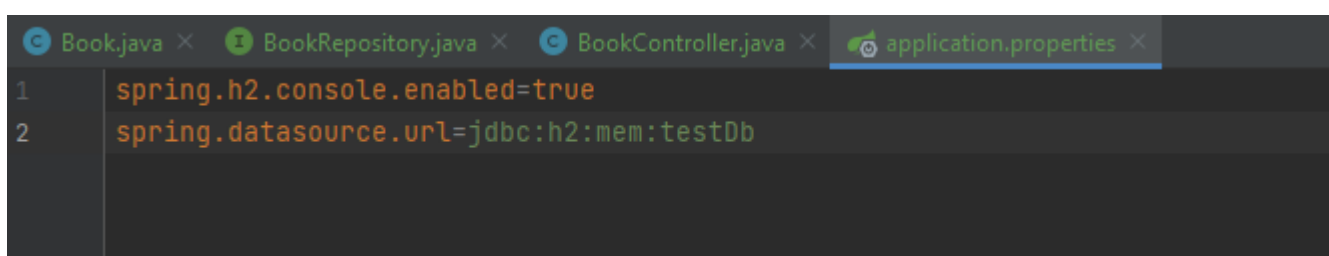 Book.java BookRepository.java BookController.java application.properties
1 spring.h2.console.enabled=true
2 spring.datasource.url=jdbc:h2:mem:testDb